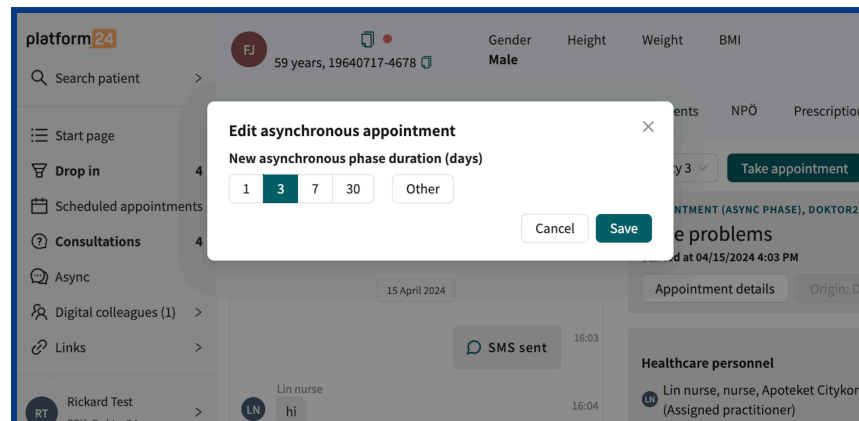 platform24
Search patient
Start page
Drop in 4
Scheduled appointments
Consultations 4
Async
Digital colleagues (1)
Links
RT
Rickard Test
FJ
59 years, 19640717-4678
Gender
Male
Height
Weight
BMI
NPÖ
Prescription
Take appointment
Edit asynchronous appointment
New asynchronous phase duration (days)
1 3 7 30 Other
Cancel Save
(ASYNC PHASE), DOKTOR2
problems
at 04/15/2024 4:03 PM
Appointment details
Origin:
15 April 2024
SMS sent
16:03
Lin nurse
LN
hi
16:04
Healthcare personnel
LN
Lin nurse, nurse, Apoteket Citykor
(Assigned practitioner)